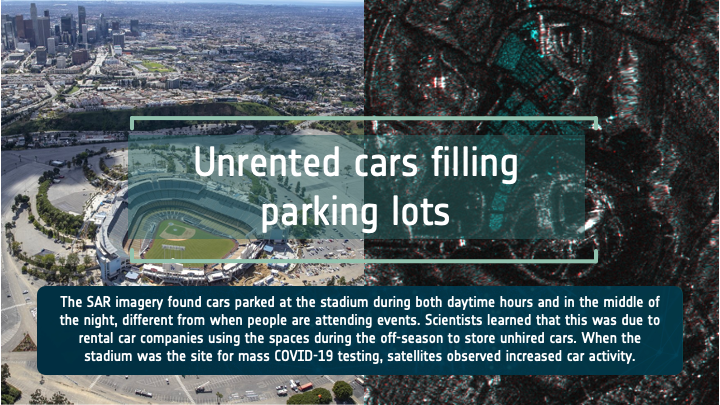 Unrented cars filling
parking lots
The SAR imagery found cars parked at the stadium during both daytime hours and in the middle of
the night, different from when people are attending events. Scientists learned that this was due to
rental car companies using the spaces during the off-season to store unhired cars. When the
stadium was the site for mass COVID-19 testing, satellites observed increased car activity.